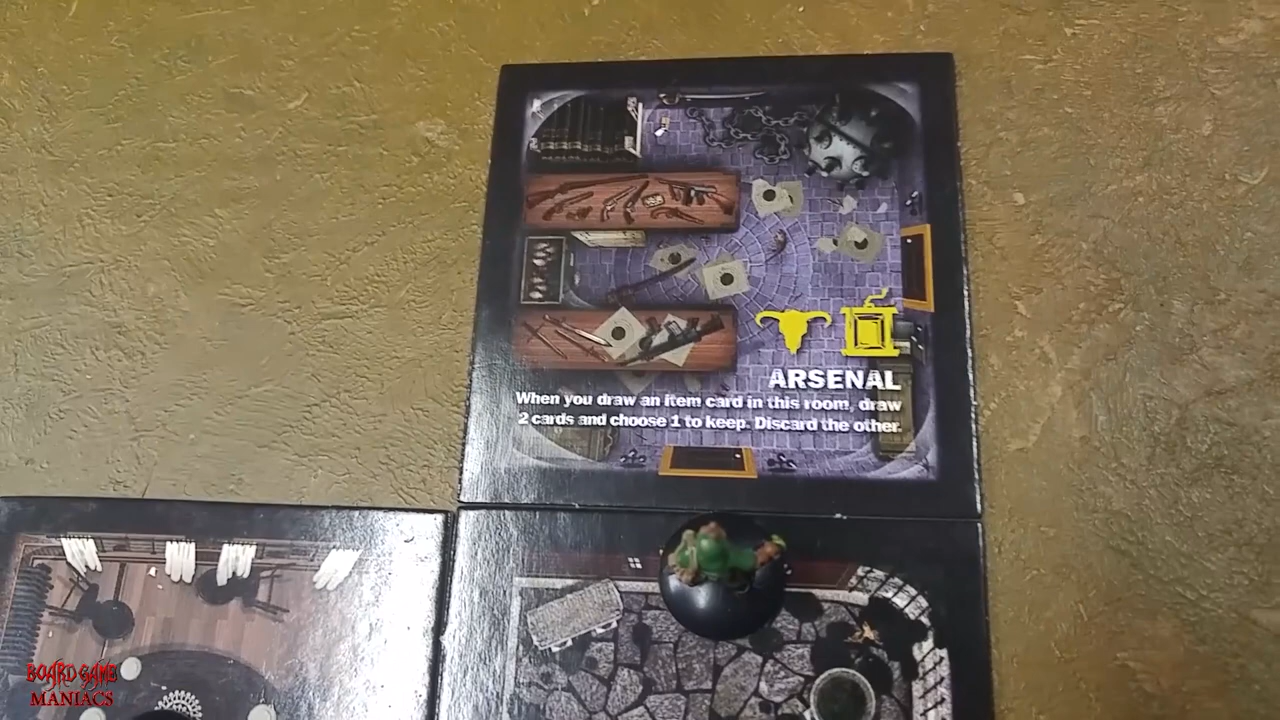 ARSENAL
When you draw an item card in this room, draw
2 cards and choose 1 to keep. Discard the other.
BOARD GAME
MANIACS